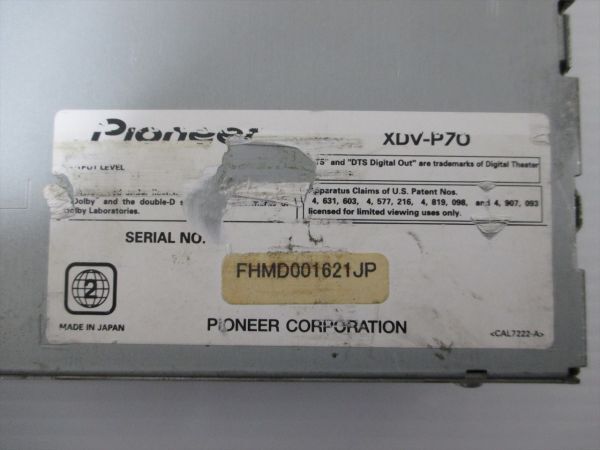 Pioneer XDV-P70
LEVEL
and "DTS Digital Out" are trademarks of Digital Theater
Dolby and the double-D
Laboratories.
Apparatus Claims of U.S. Patent Nos.
4, 631, 603, 4, 577, 216, 4, 819, 098, and 4, 907, 093
licensed for limited viewing uses only.
SERIAL NO.
FHMD001621JP
2
MADE IN JAPAN
PIONEER CORPORATION
<CAL7222-A>